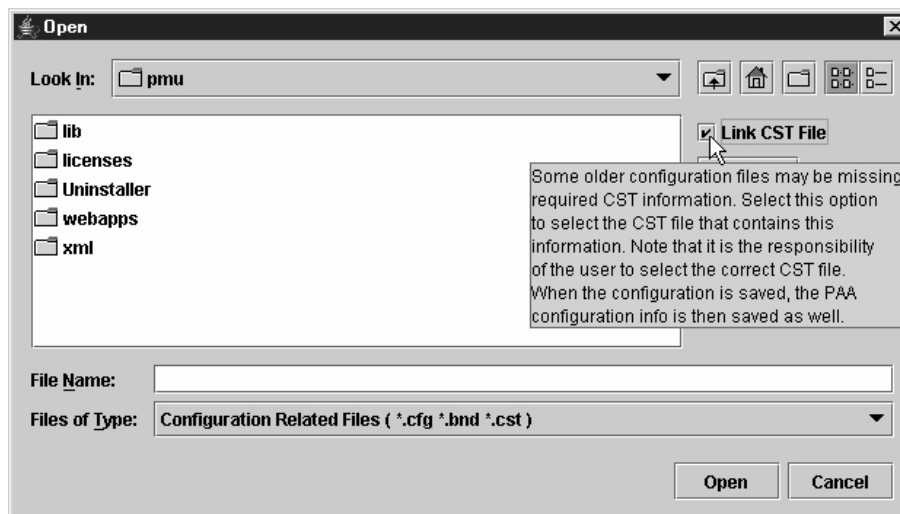 Open
Look In: pmu
lib
licenses
Uninstaller
webapps
xml
Link CST File
Some older configuration files may be missing
required CST information. Select this option
to select the CST file that contains this
information. Note that it is the responsibility
of the user to select the correct CST file.
When the configuration is saved, the PAA
configuration info is then saved as well.
File Name:
Files of Type: Configuration Related Files ( *.cfg *.bnd *.cst )
Open Cancel